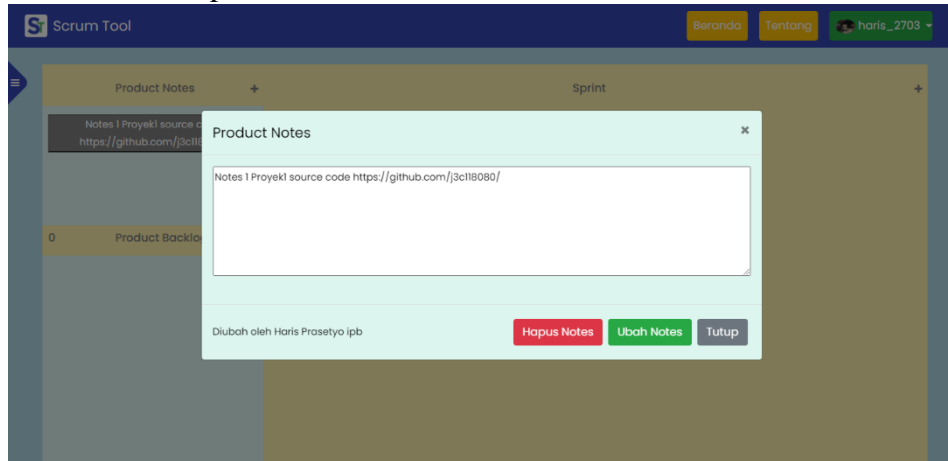 Scrum Tool
Beranda
Tentang
haris_2703
Product Notes +
Sprint +
Notes 1 Proyek1 source
https://github.com/j3c118
Product Notes ×
Notes 1 Proyek1 source code https://github.com/j3c118080/
0 Product Backlo
Diubah oleh Haris Prasetyo ipb
Hapus Notes
Ubah Notes
Tutup